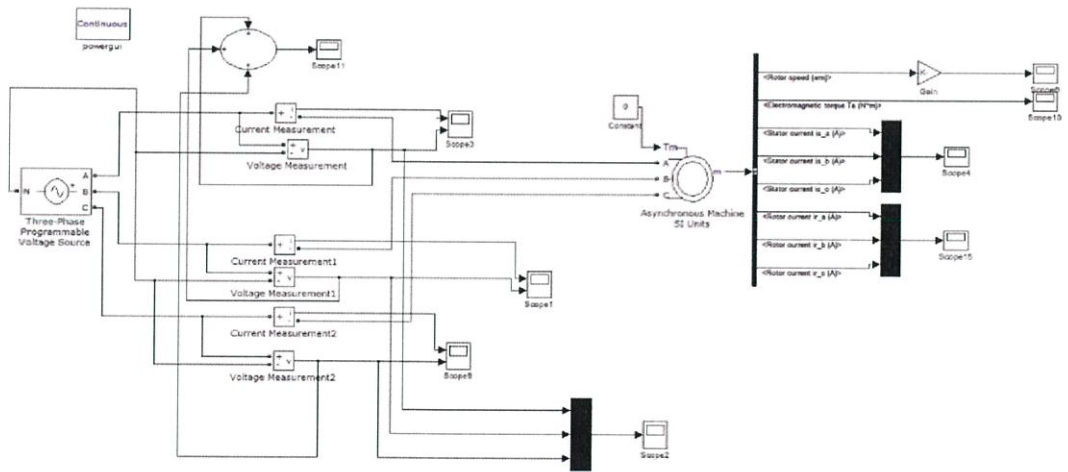 Continuous
powergui
Scope11
Current Measurement
Scope3
Voltage Measurement
N
A
B
C
Three-Phase
Programmable
Voltage Source
Current Measurement1
Voltage Measurement1
Scope1
Current Measurement2
Voltage Measurement2
Scope2
0
Constant
Tm
A
B
C
m
Asynchronous Machine
SI Units
<Rotor speed (wm)>
Gain
<Electromagnetic torque Te (N*m)>
Scope10
<Stator current is_a (A)>
<Stator current is_b (A)>
Scope4
<Stator current is_c (A)>
<Rotor current ir_a (A)>
<Rotor current ir_b (A)>
Scope15
<Rotor current ir_c (A)>